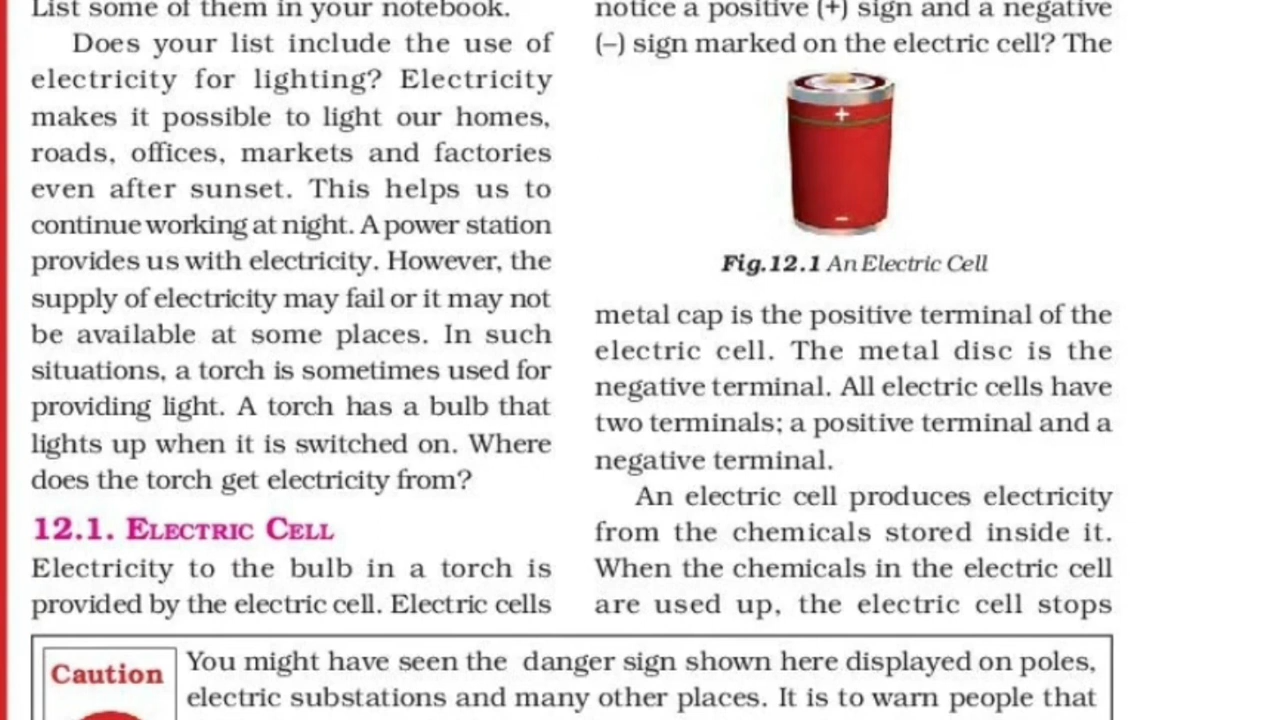 List some of them in your notebook.
Does your list include the use of
electricity for lighting? Electricity
makes it possible to light our homes,
roads, offices, markets and factories
even after sunset. This helps us to
continue working at night. A power station
provides us with electricity. However, the
supply of electricity may fail or it may not
be available at some places. In such
situations, a torch is sometimes used for
providing light. A torch has a bulb that
lights up when it is switched on. Where
does the torch get electricity from?
12.1. ELECTRIC CELL
Electricity to the bulb in a torch is
provided by the electric cell. Electric cells
notice a positive (+) sign and a negative
(–) sign marked on the electric cell? The
+
–
Fig.12.1 An Electric Cell
metal cap is the positive terminal of the
electric cell. The metal disc is the
negative terminal. All electric cells have
two terminals; a positive terminal and a
negative terminal.
An electric cell produces electricity
from the chemicals stored inside it.
When the chemicals in the electric cell
are used up, the electric cell stops
Caution
You might have seen the danger sign shown here displayed on poles,
electric substations and many other places. It is to warn people that